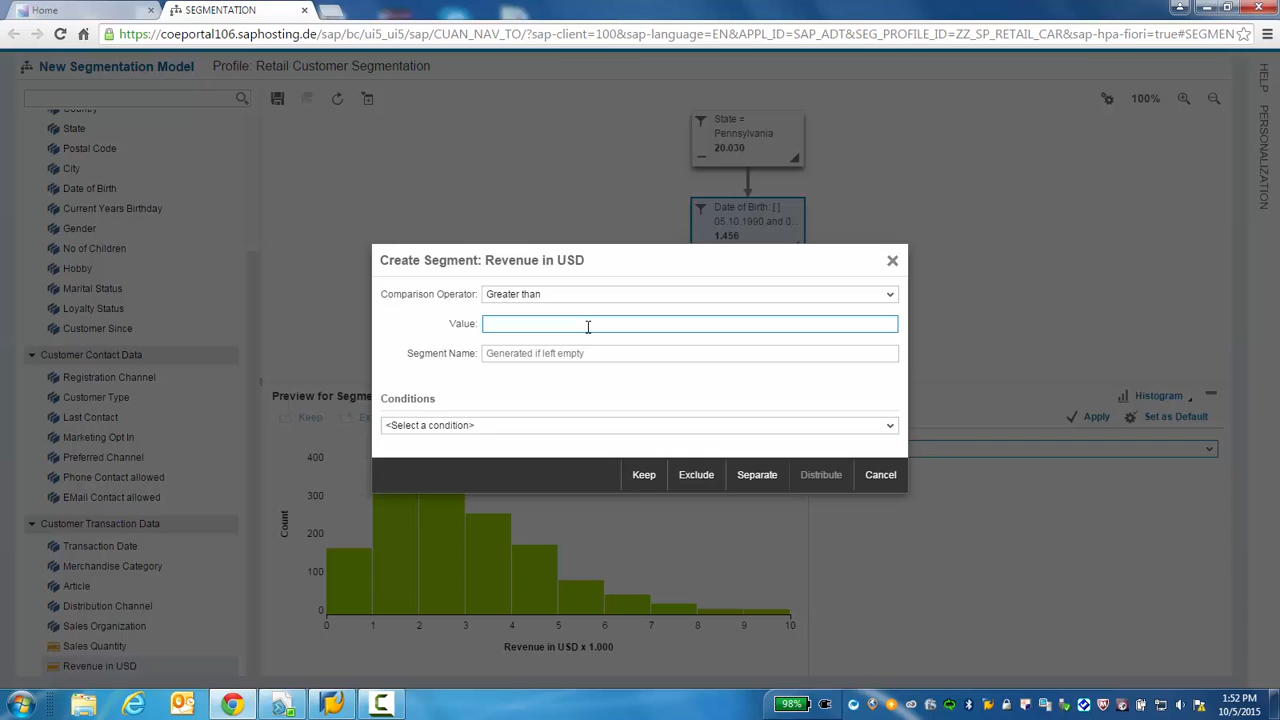 Home
SEGMENTATION
https://coeportal106.saphosting.de/sap/bc/ui5_ui5/sap/CUAN_NAV_TO/?sap-client=100&sap-language=EN&APPL_ID=SAP_ADT&SEG_PROFILE_ID=ZZ_SP_RETAIL_CAR&sap-hpa-fiori=true#SEGMEN
New Segmentation Model
Profile: Retail Customer Segmentation
100%
HELP
PERSONALIZATION
Country
State
Postal Code
City
Date of Birth
Current Years Birthday
Gender
No of Children
Hobby
Marital Status
Loyalty Status
Customer Since
Customer Contact Data
Registration Channel
Customer Type
Last Contact
Marketing Opt In
Preferred Channel
Phone Contact allowed
EMail Contact allowed
Customer Transaction Data
Transaction Date
Merchandise Category
Article
Distribution Channel
Sales Organization
Sales Quantity
Revenue in USD
State =
Pennsylvania
20.030
Date of Birth: [ ]
05.10.1990 and 0...
1.456
Create Segment: Revenue in USD
Comparison Operator: Greater than
Value:
Segment Name: Generated if left empty
Conditions
<Select a condition>
Keep
Exclude
Separate
Distribute
Cancel
Preview for Segme
Histogram
Keep
Ex
Apply
Set as Default
400
300
200
100
0
Count
0 1 2 3 4 5 6 7 8 9 10
Revenue in USD x 1.000
98%
1:52 PM
10/5/2015